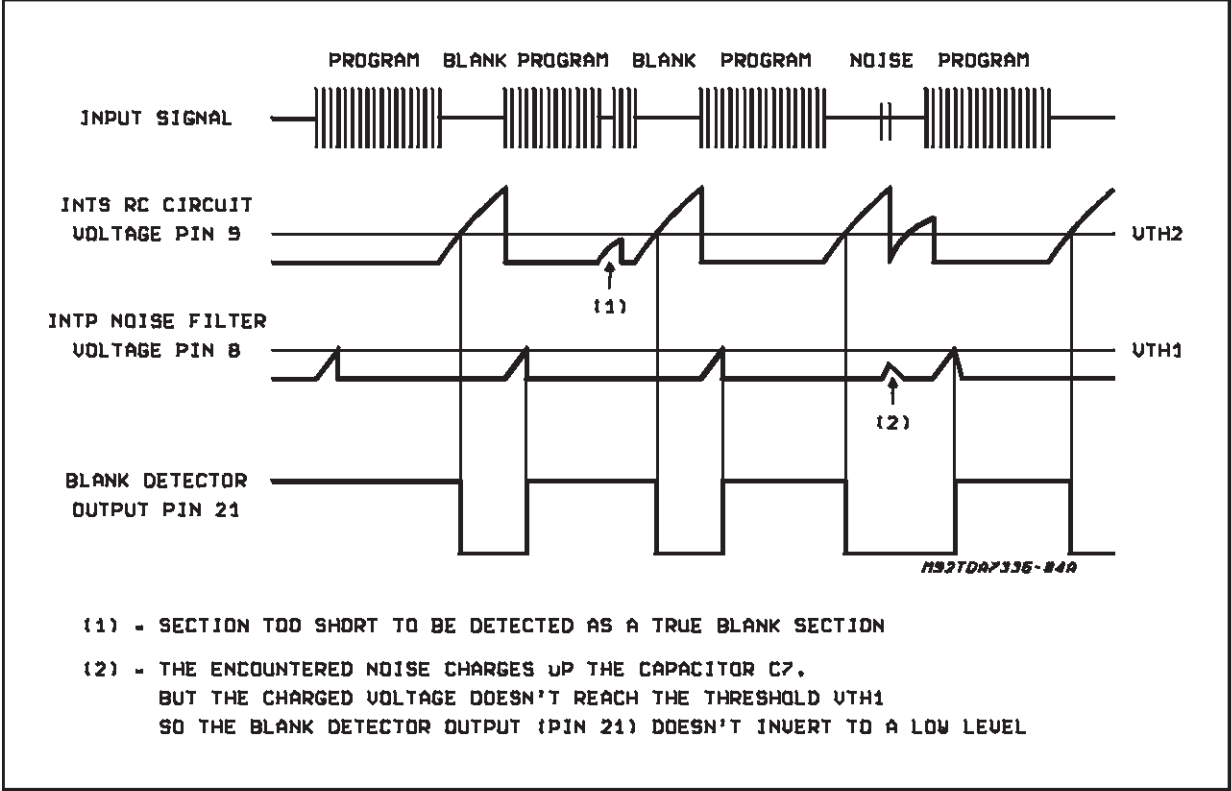 PROGRAM BLANK PROGRAM BLANK PROGRAM NOISE PROGRAM
INPUT SIGNAL
INTS RC CIRCUIT
VOLTAGE PIN 9
VTH2
(1)
INTP NOISE FILTER
VOLTAGE PIN 8
VTH1
(2)
BLANK DETECTOR
OUTPUT PIN 21
M92TDA7336-04A
(1) - SECTION TOO SHORT TO BE DETECTED AS A TRUE BLANK SECTION
(2) - THE ENCOUNTERED NOISE CHARGES uP THE CAPACITOR C7.
BUT THE CHARGED VOLTAGE DOESN'T REACH THE THRESHOLD VTH1
SO THE BLANK DETECTOR OUTPUT (PIN 21) DOESN'T INVERT TO A LOW LEVEL